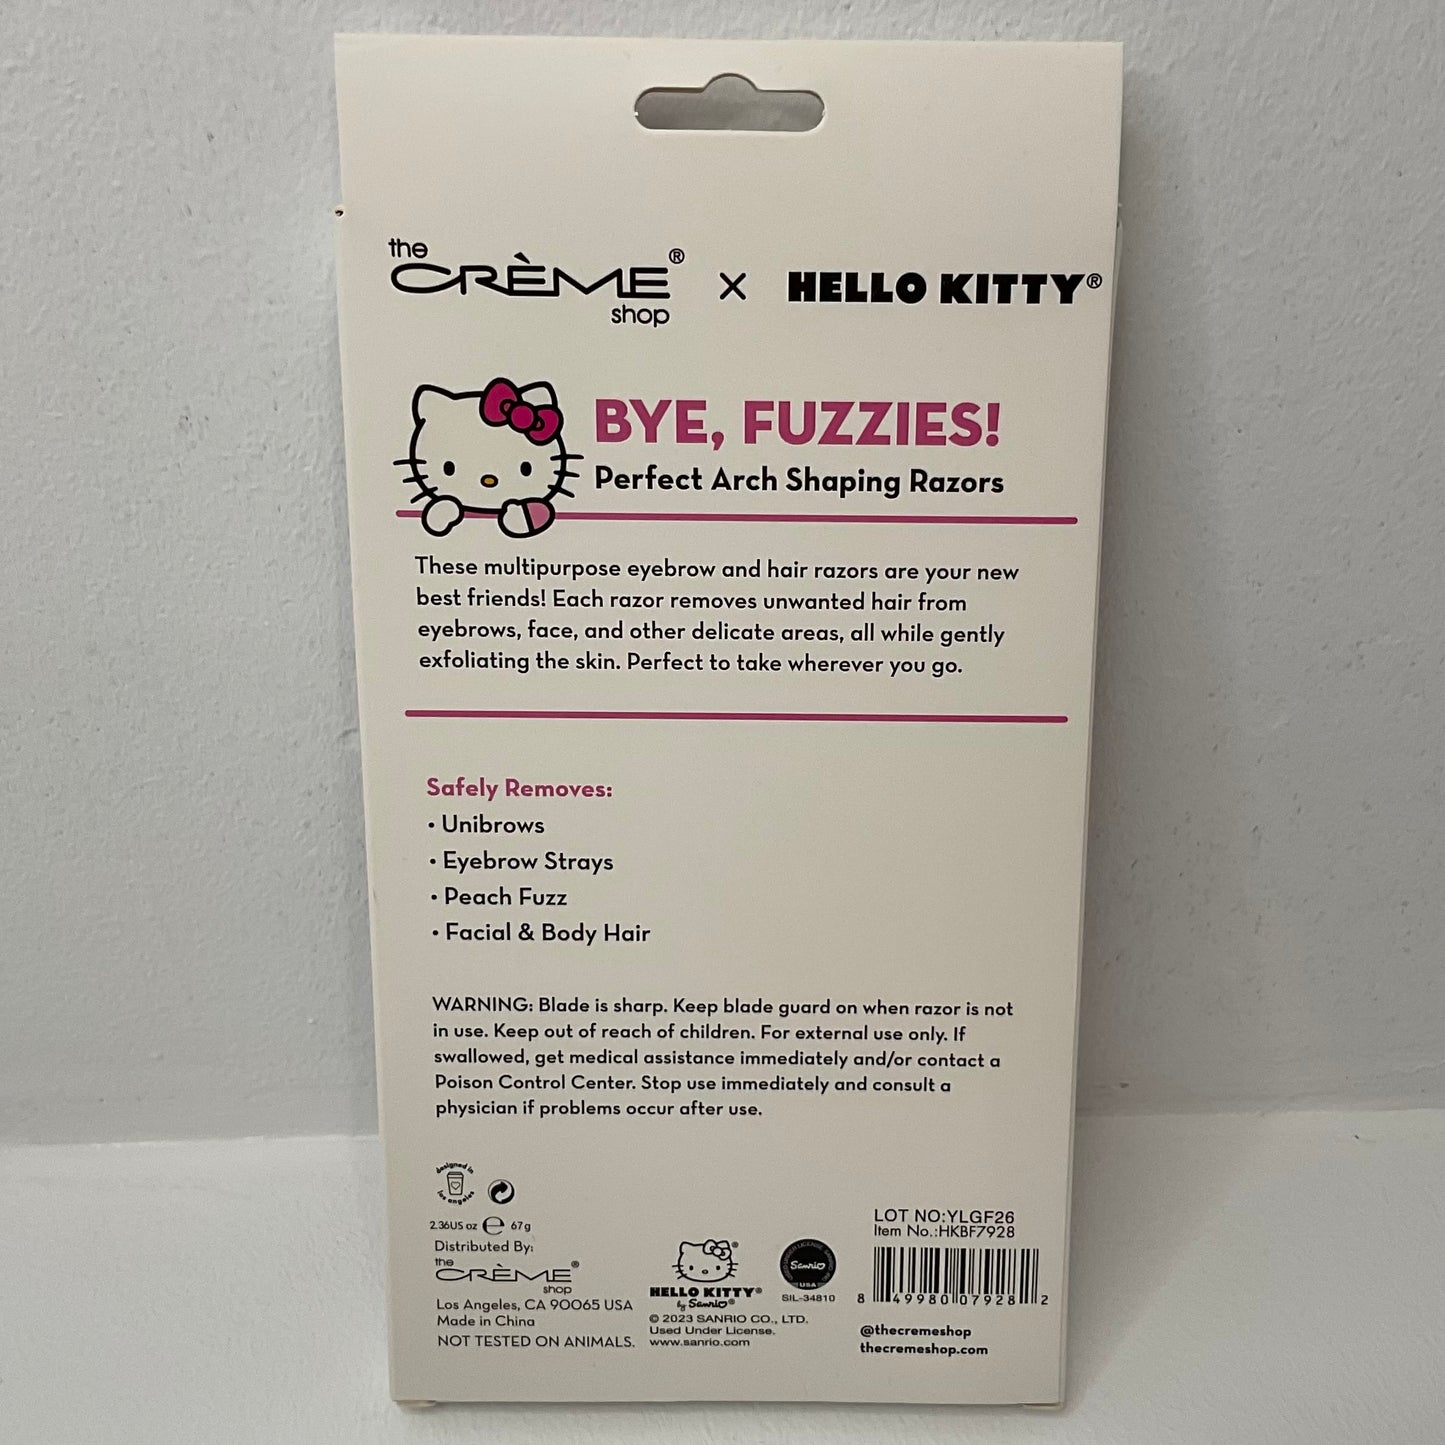 the
CRÈME®
shop
X HELLO KITTY®
BYE, FUZZIES!
Perfect Arch Shaping Razors
These multipurpose eyebrow and hair razors are your new
best friends! Each razor removes unwanted hair from
eyebrows, face, and other delicate areas, all while gently
exfoliating the skin. Perfect to take wherever you go.
Safely Removes:
• Unibrows
• Eyebrow Strays
• Peach Fuzz
• Facial & Body Hair
WARNING: Blade is sharp. Keep blade guard on when razor is not
in use. Keep out of reach of children. For external use only. If
swallowed, get medical assistance immediately and/or contact a
Poison Control Center. Stop use immediately and consult a
physician if problems occur after use.
designed in
los angeles
2.36US oz ℮ 67g
Distributed By:
the
CRÈME®
shop
Los Angeles, CA 90065 USA
Made in China
NOT TESTED ON ANIMALS.
HELLO KITTY®
by Sanrio®
© 2023 SANRIO CO., LTD.
Used Under License.
www.sanrio.com
Sanrio
USA
SIL-34810
LOT NO:YLGF26
Item No.:HKBF7928
8 49980 07928 2
@thecremeshop
thecremeshop.com